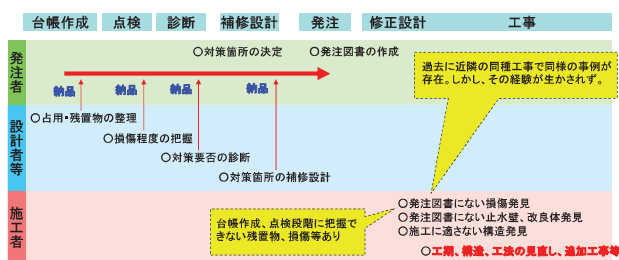 台帳作成 点検 診断 補修設計 発注 修正設計 工事
発注者
○対策箇所の決定 ○発注図書の作成
納品 納品 納品 納品
過去に近隣の同種工事で同様の事例が
存在。しかし、その経験が生かされず。
設計者等
○占用・残置物の整理
○損傷程度の把握
○対策要否の診断
○対策箇所の補修設計
施工者
台帳作成、点検段階に把握で
きない残置物、損傷等あり
○発注図書にない損傷発見
○発注図書にない止水壁、改良体発見
○施工に適さない構造発見
○工期、構造、工法の見直し、追加工事等